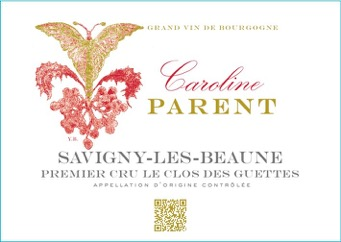 GRAND VIN DE BOURGOGNE
Caroline
PARENT
Y.R.
SAVIGNY-LES-BEAUNE
PREMIER CRU LE CLOS DES GUETTES
APPELLATION D'ORIGINE CONTRÔLÉE